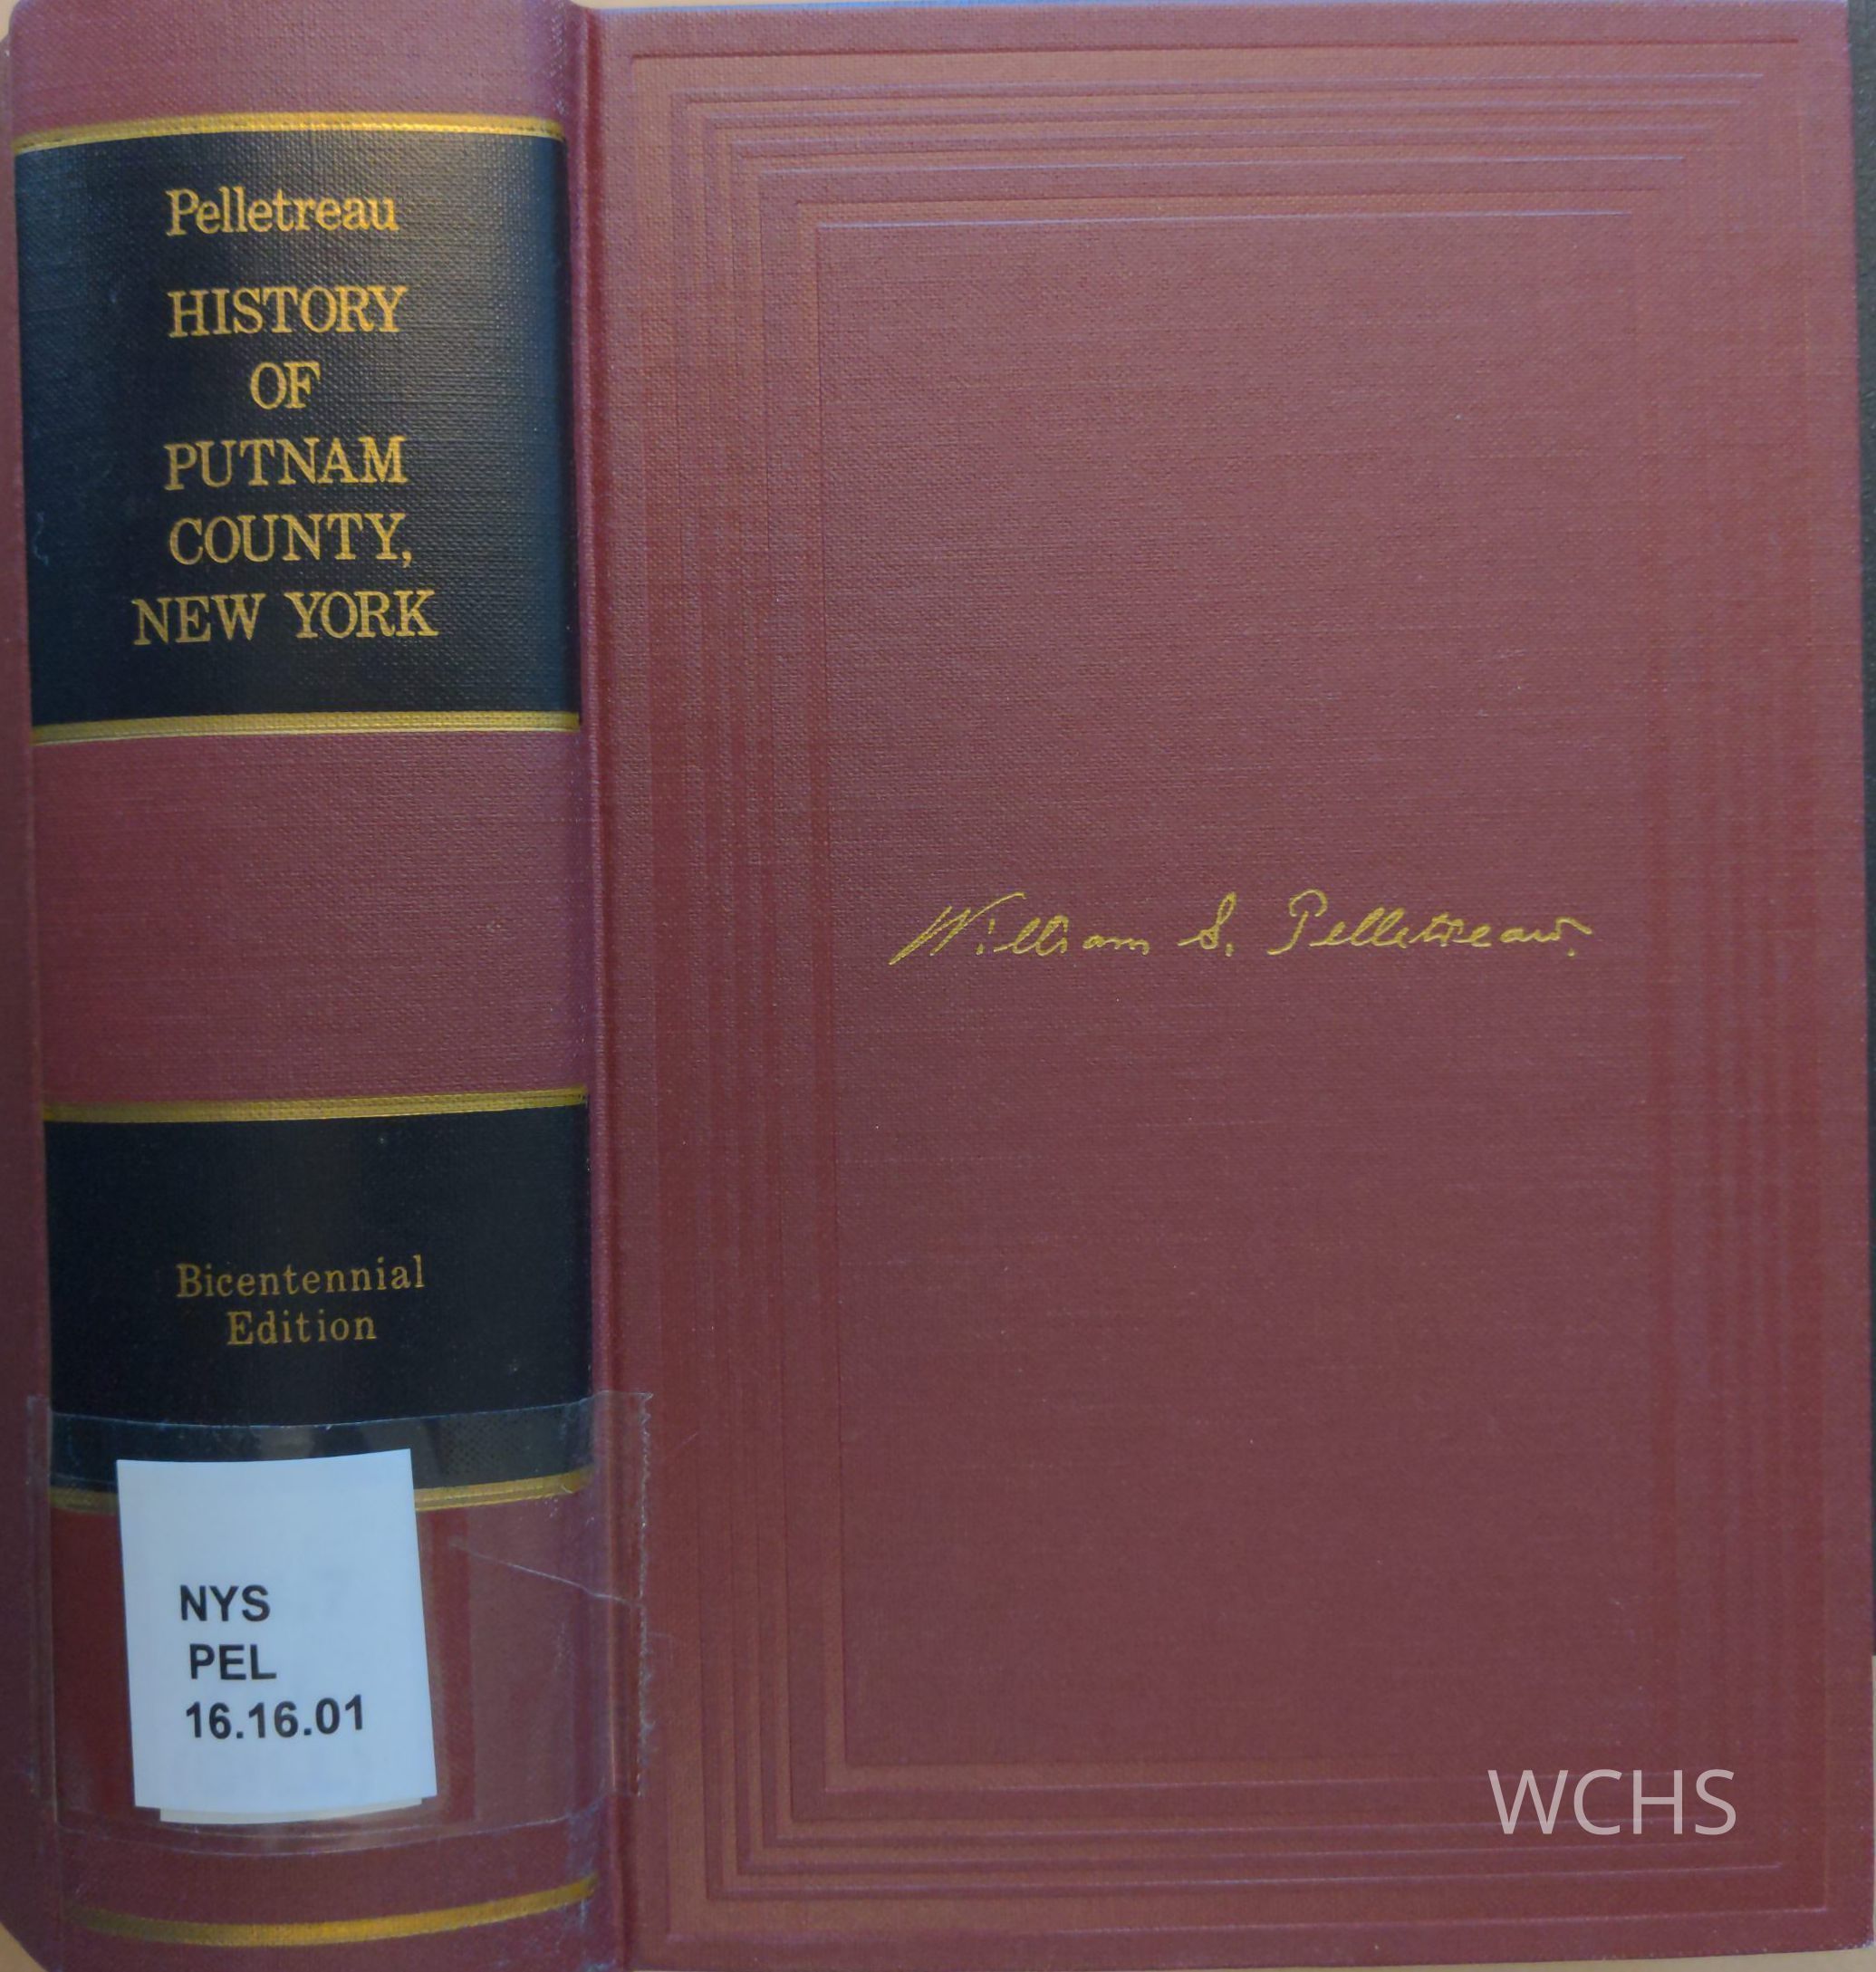 Pelletreau
HISTORY
OF
PUTNAM
COUNTY,
NEW YORK
Bicentennial
Edition
NYS
PEL
16.16.01
William S. Pelletreau.
WCHS